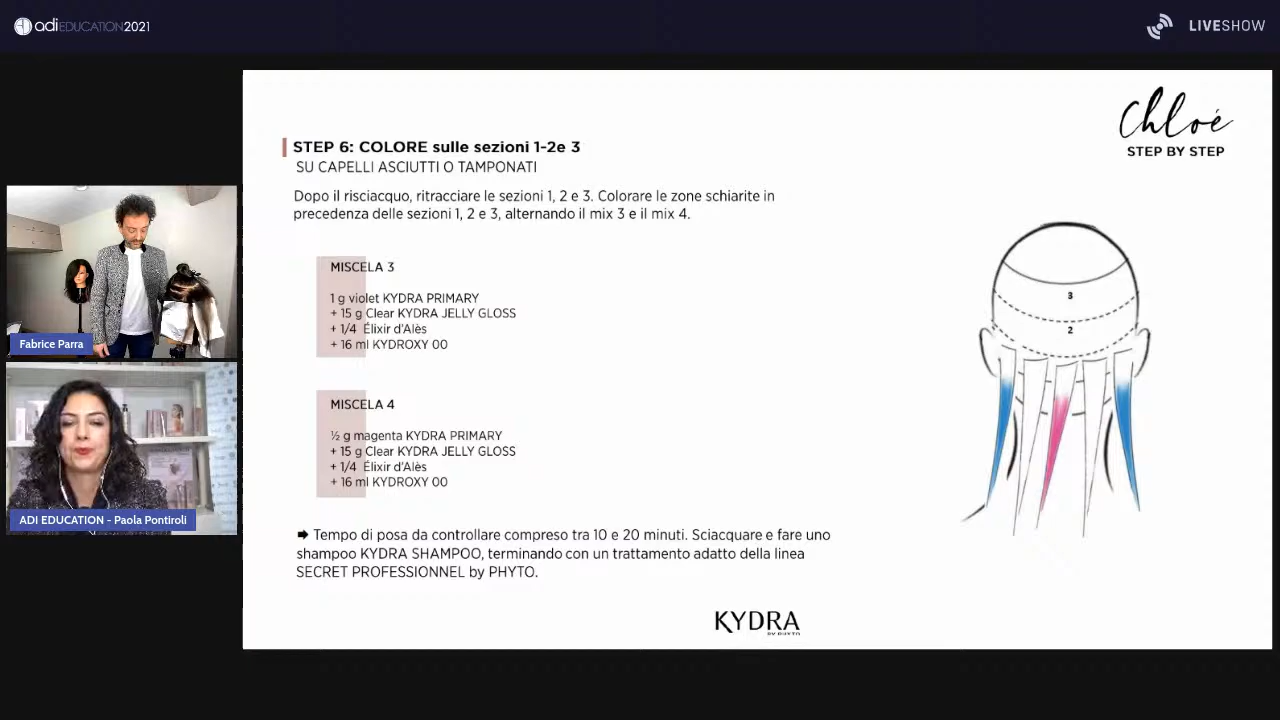 adi EDUCATION 2021
LIVESHOW
Chloé
STEP BY STEP
STEP 6: COLORE sulle sezioni 1-2e 3
SU CAPELLI ASCIUTTI O TAMPONATI
Dopo il risciacquo, ritracciare le sezioni 1, 2 e 3. Colorare le zone schiarite in
precedenza delle sezioni 1, 2 e 3, alternando il mix 3 e il mix 4.
MISCELA 3
1 g violet KYDRA PRIMARY
+ 15 g Clear KYDRA JELLY GLOSS
+ 1/4 Élixir d'Alès
+ 16 ml KYDROXY 00
MISCELA 4
½ g magenta KYDRA PRIMARY
+ 15 g Clear KYDRA JELLY GLOSS
+ 1/4 Élixir d'Alès
+ 16 ml KYDROXY 00
3
2
➡ Tempo di posa da controllare compreso tra 10 e 20 minuti. Sciacquare e fare uno
shampoo KYDRA SHAMPOO, terminando con un trattamento adatto della linea
SECRET PROFESSIONNEL by PHYTO.
KYDRA
BY PHYTO
Fabrice Parra
ADI EDUCATION - Paola Pontiroli